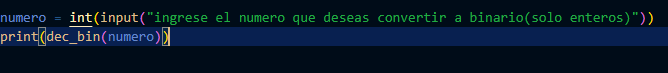 numero = int(input("ingrese el numero que deseas convertir a binario(solo enteros)"))
print(dec_bin(numero))